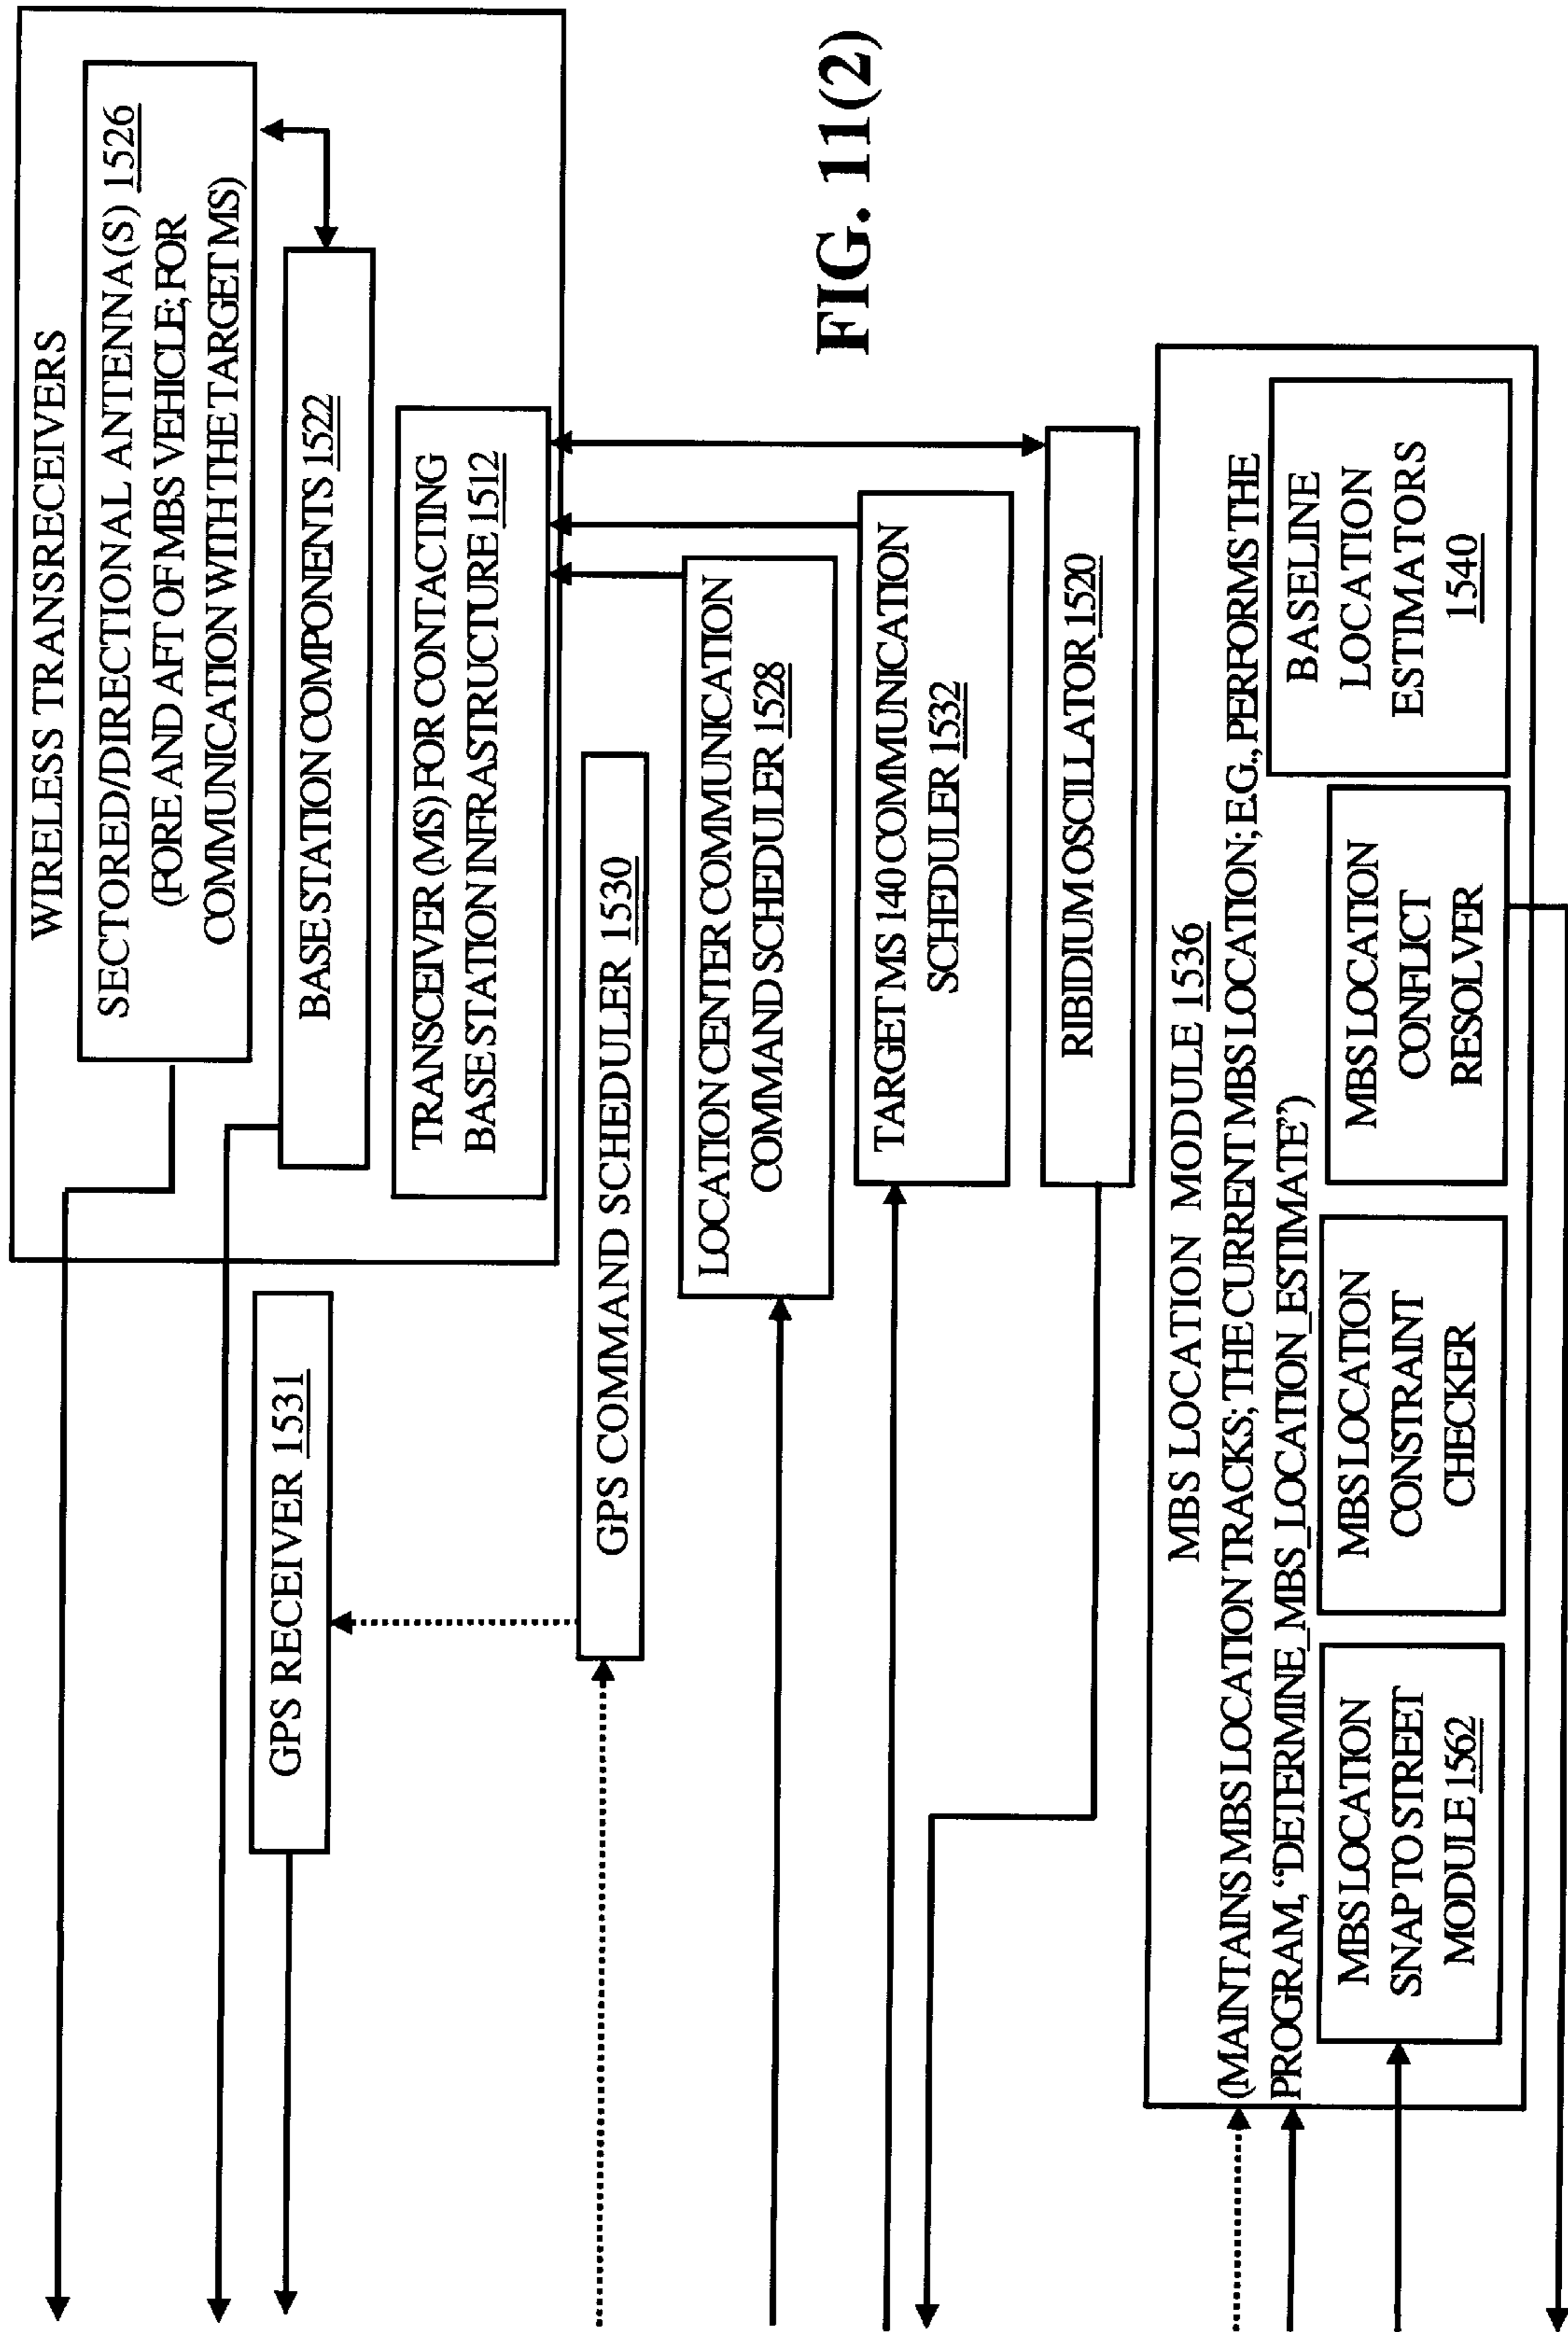 WIRELESS TRANSRECEIVERS
SECTORED/DIRECTIONAL ANTENNA(S) 1526
(FORE AND AFT OF MBS VEHICLE; FOR
COMMUNICATION WITH THE TARGET MS)
BASE STATION COMPONENTS 1522
TRANSCEIVER (MS) FOR CONTACTING
BASE STATION INFRASTRUCTURE 1512
GPS RECEIVER 1531
GPS COMMAND SCHEDULER 1530
LOCATION CENTER COMMUNICATION
COMMAND SCHEDULER 1528
TARGET MS 140 COMMUNICATION
SCHEDULER 1532
RIBIDIUM OSCILLATOR 1520
FIG. 11(2)
MBS LOCATION MODULE 1536
(MAINTAINS MBS LOCATION TRACKS; THE CURRENT MBS LOCATION; E.G., PERFORMS THE
PROGRAM, “DETERMINE_MBS_LOCATION_ESTIMATE”)
MBS LOCATION
SNAP TO STREET
MODULE 1562
MBS LOCATION
CONSTRAINT
CHECKER
MBS LOCATION
CONFLICT
RESOLVER
BASELINE
LOCATION
ESTIMATORS
1540